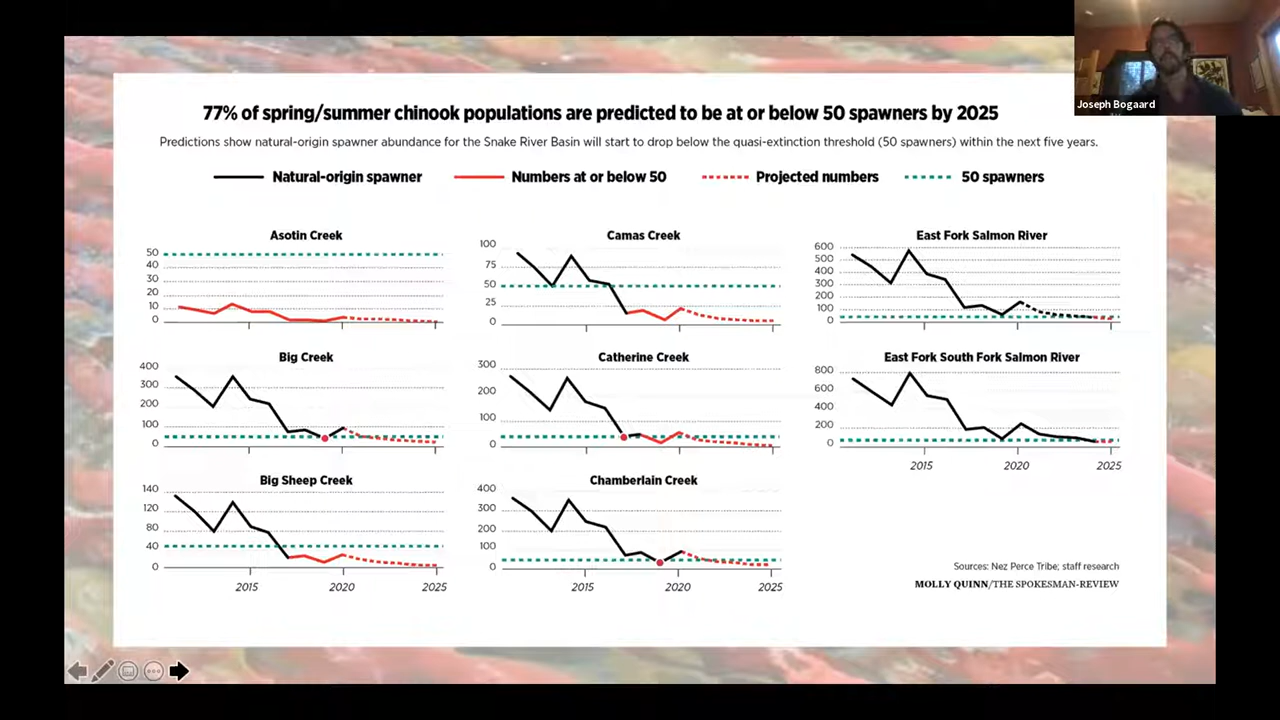 Joseph Bogaard
77% of spring/summer chinook populations are predicted to be at or below 50 spawners by 2025
Predictions show natural-origin spawner abundance for the Snake River Basin will start to drop below the quasi-extinction threshold (50 spawners) within the next five years.
Natural-origin spawner Numbers at or below 50 Projected numbers 50 spawners
Asotin Creek
50
40
30
20
10
0
Camas Creek
100
75
50
25
0
East Fork Salmon River
600
500
400
300
200
100
0
Big Creek
400
300
200
100
0
Catherine Creek
300
200
100
0
East Fork South Fork Salmon River
800
600
400
200
0
2015 2020 2025
Big Sheep Creek
140
120
80
40
0
2015 2020 2025
Chamberlain Creek
400
300
200
100
0
2015 2020 2025
Sources: Nez Perce Tribe; staff research
MOLLY QUINN/THE SPOKESMAN-REVIEW